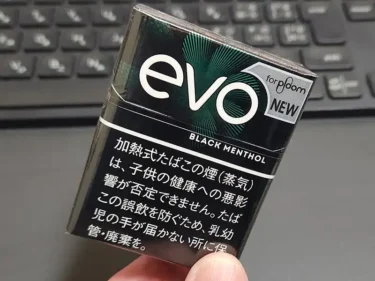 evo
for Ploom
NEW
BLACK MENTHOL
加熱式たばこの煙(蒸気)
は、子供の健康への悪影
響が否定できません。たば
この誤飲を防ぐため、乳幼
児の手が届かない所に保
管・廃棄を。